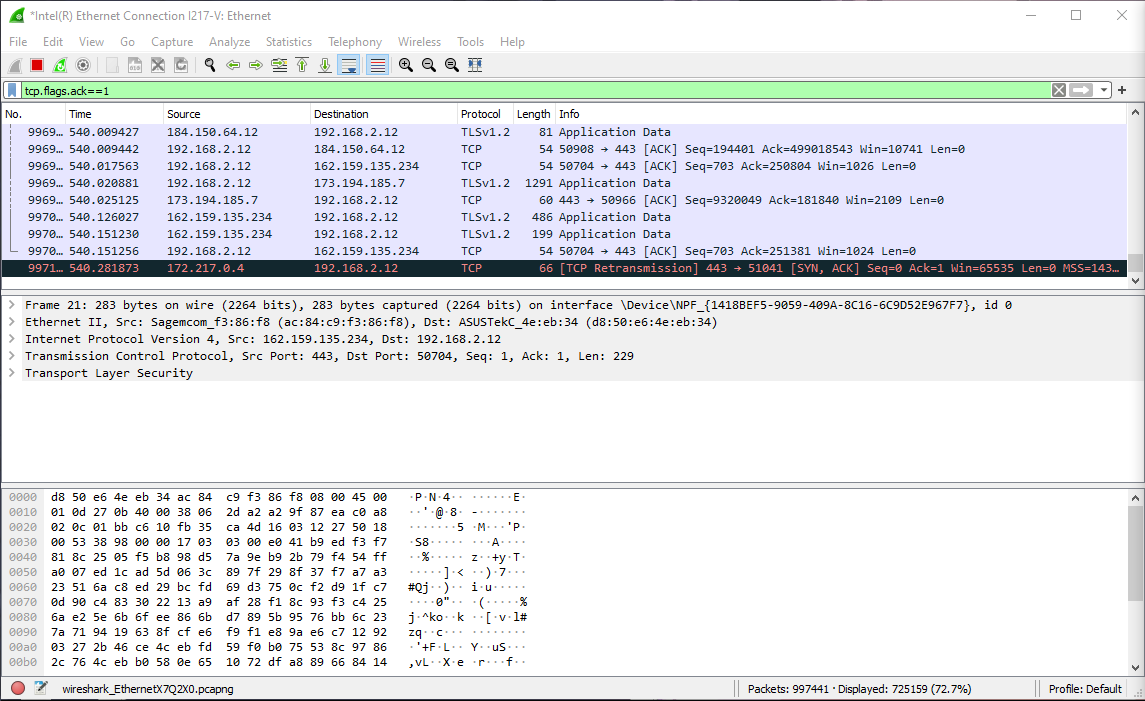 *Intel(R) Ethernet Connection I217-V: Ethernet
File Edit View Go Capture Analyze Statistics Telephony Wireless Tools Help
tcp.flags.ack==1
No. Time Source Destination Protocol Length Info
9969… 540.009427 184.150.64.12 192.168.2.12 TLSv1.2 81 Application Data
9969… 540.009442 192.168.2.12 184.150.64.12 TCP 54 50908 → 443 [ACK] Seq=194401 Ack=499018543 Win=10741 Len=0
9969… 540.017563 192.168.2.12 162.159.135.234 TCP 54 50704 → 443 [ACK] Seq=703 Ack=250804 Win=1026 Len=0
9969… 540.020881 192.168.2.12 173.194.185.7 TLSv1.2 1291 Application Data
9969… 540.025125 173.194.185.7 192.168.2.12 TCP 60 443 → 50966 [ACK] Seq=9320049 Ack=181840 Win=2109 Len=0
9970… 540.126027 162.159.135.234 192.168.2.12 TLSv1.2 486 Application Data
9970… 540.151230 162.159.135.234 192.168.2.12 TLSv1.2 199 Application Data
9970… 540.151256 192.168.2.12 162.159.135.234 TCP 54 50704 → 443 [ACK] Seq=703 Ack=251381 Win=1024 Len=0
9971… 540.281873 172.217.0.4 192.168.2.12 TCP 66 [TCP Retransmission] 443 → 51041 [SYN, ACK] Seq=0 Ack=1 Win=65535 Len=0 MSS=143…
Frame 21: 283 bytes on wire (2264 bits), 283 bytes captured (2264 bits) on interface \Device\NPF_{1418BEF5-9059-409A-8C16-6C9D52E967F7}, id 0
Ethernet II, Src: Sagemcom_f3:86:f8 (ac:84:c9:f3:86:f8), Dst: ASUSTekC_4e:eb:34 (d8:50:e6:4e:eb:34)
Internet Protocol Version 4, Src: 162.159.135.234, Dst: 192.168.2.12
Transmission Control Protocol, Src Port: 443, Dst Port: 50704, Seq: 1, Ack: 1, Len: 229
Transport Layer Security
0000 d8 50 e6 4e eb 34 ac 84 c9 f3 86 f8 08 00 45 00 ·P·N·4·· ······E·
0010 01 0d 27 0b 40 00 38 06 2d a2 a2 9f 87 ea c0 a8 ··'·@·8· -·······
0020 02 0c 01 bb c6 10 fb 35 ca 4d 16 03 12 27 50 18 ·······5 ·M···'P·
0030 00 53 38 98 00 00 17 03 03 00 e0 41 b9 ed f3 f7 ·S8····· ···A····
0040 81 8c 25 05 f5 b8 98 d5 7a 9e b9 2b 79 f4 54 ff ··%····· z··+y·T·
0050 a0 07 ed 1c ad 5d 06 3c 89 7f 29 8f 37 f7 a7 a3 ·····]·< ··)·7···
0060 23 51 6a c8 ed 29 bc fd 69 d3 75 0c f2 d9 1f c7 #Qj··)·· i·u·····
0070 0d 90 c4 83 30 22 13 a9 af 28 f1 8c 93 f3 c4 25 ····0"·· ·(·····%
0080 6a e2 5e 6b 6f ee 86 6b d7 89 5b 95 76 bb 6c 23 j·^ko··k ··[·v·l#
0090 7a 71 94 19 63 8f cf e6 f9 f1 e8 9a e6 c7 12 92 zq··c··· ········
00a0 03 27 2b 46 ce 4c eb fd 59 f0 b0 75 53 8c 97 86 ·'+F·L·· Y··uS···
00b0 2c 76 4c eb b0 58 0e 65 10 72 df a8 89 66 84 14 ,vL··X·e ·r···f··
wireshark_EthernetX7Q2X0.pcapng Packets: 997441 · Displayed: 725159 (72.7%) Profile: Default